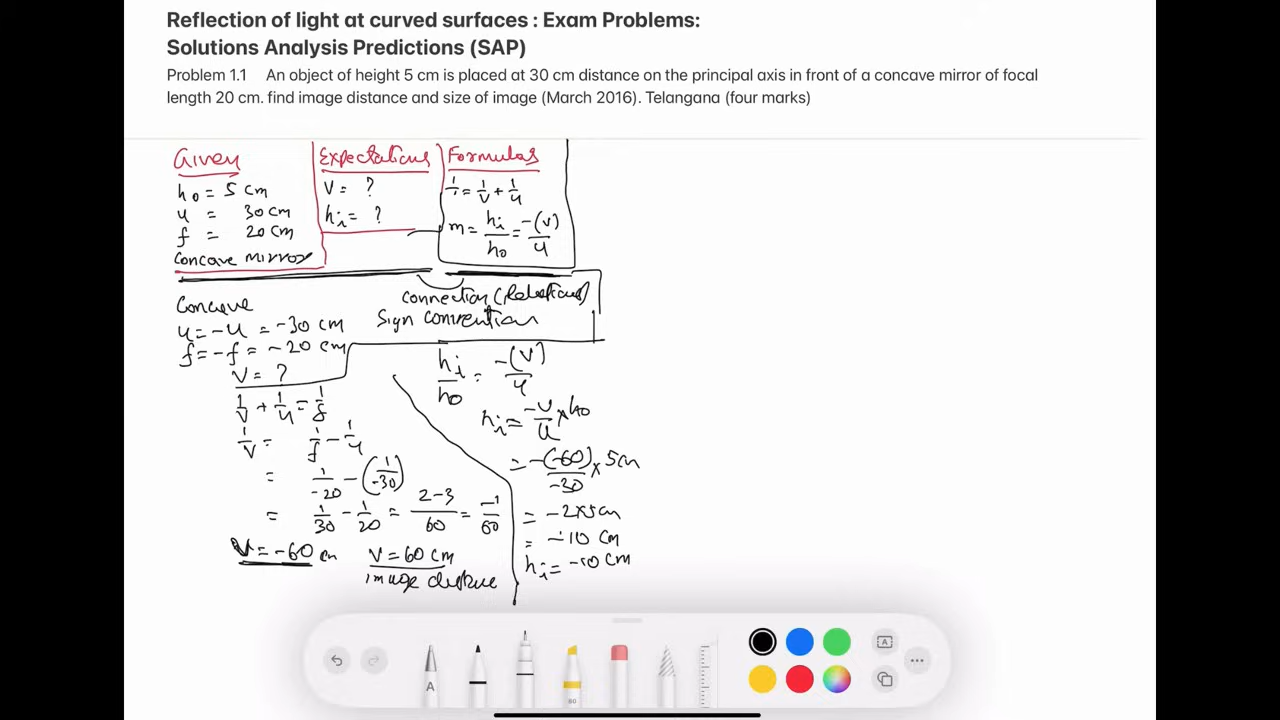 Reflection of light at curved surfaces : Exam Problems:
Solutions Analysis Predictions (SAP)
Problem 1.1 An object of height 5 cm is placed at 30 cm distance on the principal axis in front of a concave mirror of focal
length 20 cm. find image distance and size of image (March 2016). Telangana (four marks)
Given
h₀ = 5 cm
u = 30 cm
f = 20 cm
Concave mirror
Expectations
V = ?
hᵢ = ?
Formulas
1/f = 1/v + 1/u
m = hᵢ/h₀ = -(v)/u
connection (Relations)
Sign convention
Concave
u = -u = -30 cm
f = -f = -20 cm
V = ?
1/v + 1/u = 1/f
1/v = 1/f - 1/u
= 1/-20 - (1/-30)
= 1/30 - 1/20 = 2-3/60 = -1/60
V = -60 cm
V = 60 cm
image distance
hᵢ/h₀ = -(v)/u
hᵢ = -v/u × h₀
= -(-60)/-30 × 5cm
= -2×5cm
= -10 cm
hᵢ = -10 cm
A
80
A